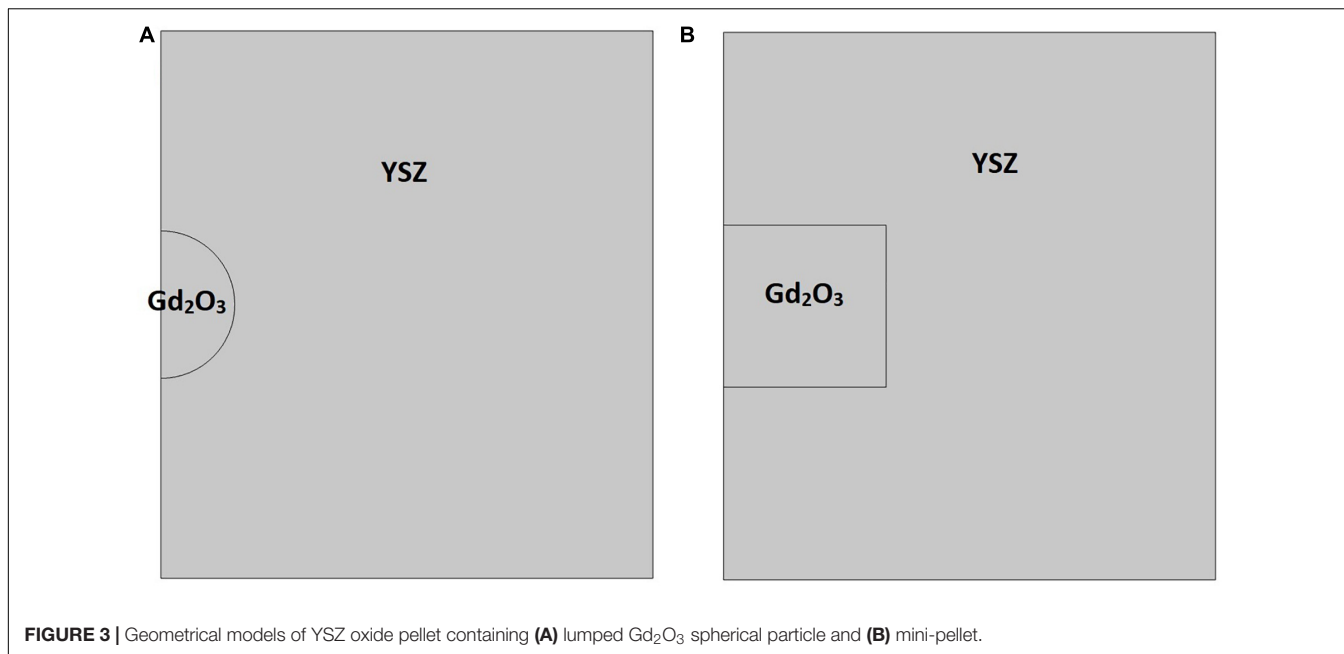 A
B
YSZ
YSZ
Gd₂O₃
Gd₂O₃
FIGURE 3 | Geometrical models of YSZ oxide pellet containing (A) lumped Gd₂O₃ spherical particle and (B) mini-pellet.